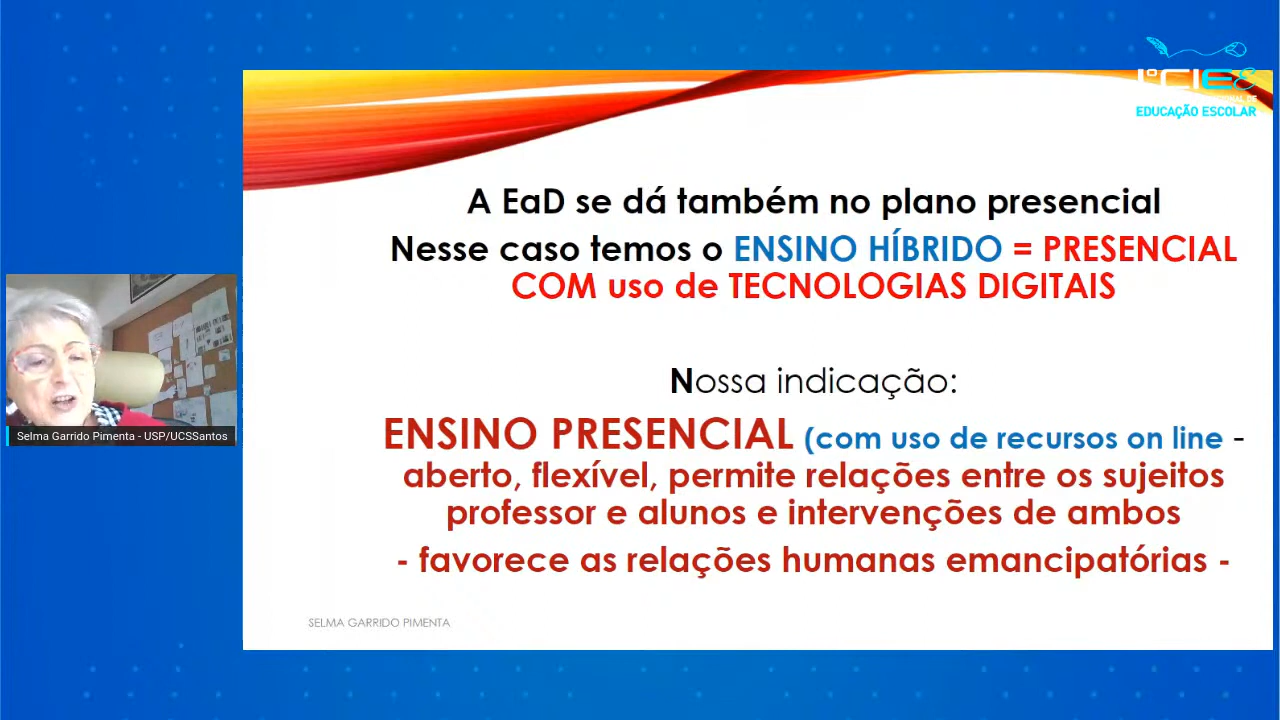 1º CIEE
EDUCAÇÃO ESCOLAR
A EaD se dá também no plano presencial
Nesse caso temos o ENSINO HÍBRIDO = PRESENCIAL
COM uso de TECNOLOGIAS DIGITAIS
Nossa indicação:
ENSINO PRESENCIAL (com uso de recursos on line -
aberto, flexível, permite relações entre os sujeitos
professor e alunos e intervenções de ambos
- favorece as relações humanas emancipatórias -
SELMA GARRIDO PIMENTA
Selma Garrido Pimenta - USP/UCSSantos